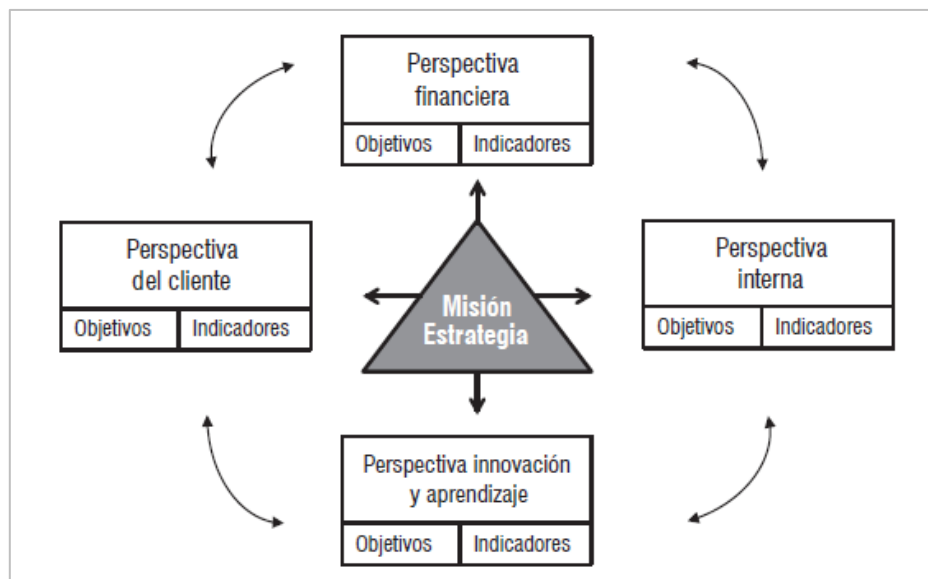 Perspectiva
financiera
Objetivos
Indicadores
Perspectiva
del cliente
Objetivos
Indicadores
Misión
Estrategia
Perspectiva
interna
Objetivos
Indicadores
Perspectiva innovación
y aprendizaje
Objetivos
Indicadores